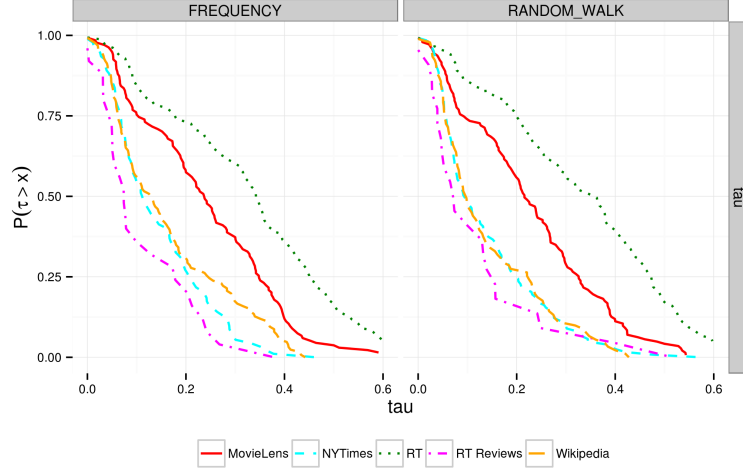 FREQUENCY RANDOM_WALK
1.00
0.75
0.50
0.25
0.00
P(τ > x)
tau
0.0 0.2 0.4 0.6 0.0 0.2 0.4 0.6
tau
MovieLens NYTimes RT RT Reviews Wikipedia